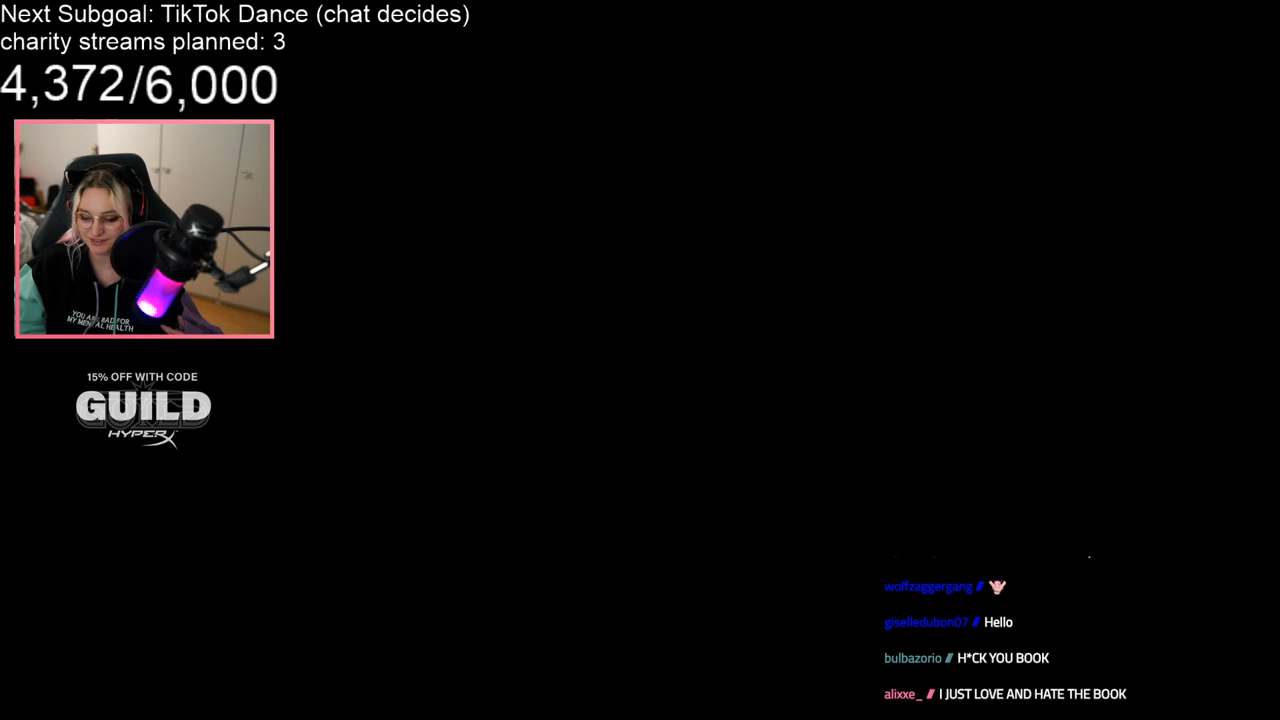 Next Subgoal: TikTok Dance (chat decides)
charity streams planned: 3
4,372/6,000
YOU ARE BAD FOR
MY MENTAL HEALTH
15% OFF WITH CODE
GUILD
HYPERX
wolfzaggergang //
giselledubon07 // Hello
bulbazorio // H*CK YOU BOOK
alixxe_ // I JUST LOVE AND HATE THE BOOK